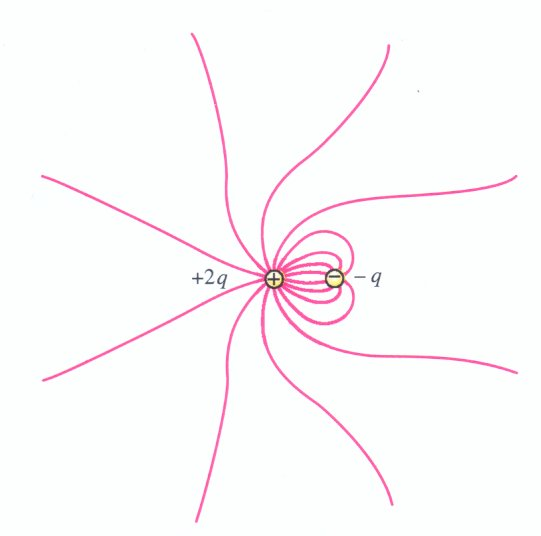 +2q + − − q